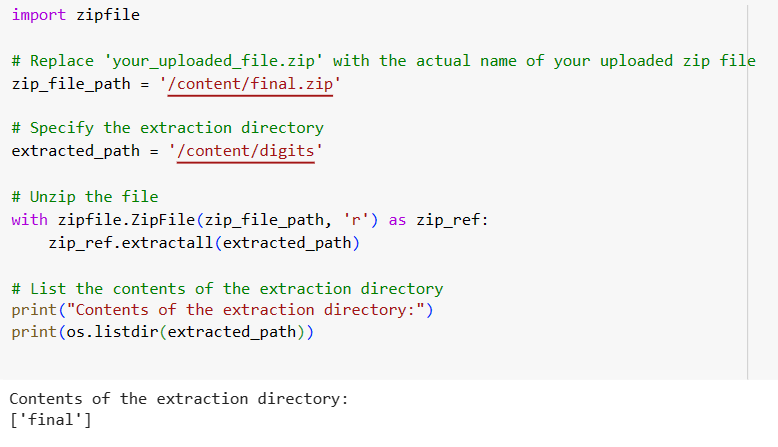 import zipfile
# Replace 'your_uploaded_file.zip' with the actual name of your uploaded zip file
zip_file_path = '/content/final.zip'
# Specify the extraction directory
extracted_path = '/content/digits'
# Unzip the file
with zipfile.ZipFile(zip_file_path, 'r') as zip_ref:
    zip_ref.extractall(extracted_path)
# List the contents of the extraction directory
print("Contents of the extraction directory:")
print(os.listdir(extracted_path))
Contents of the extraction directory:
['final']